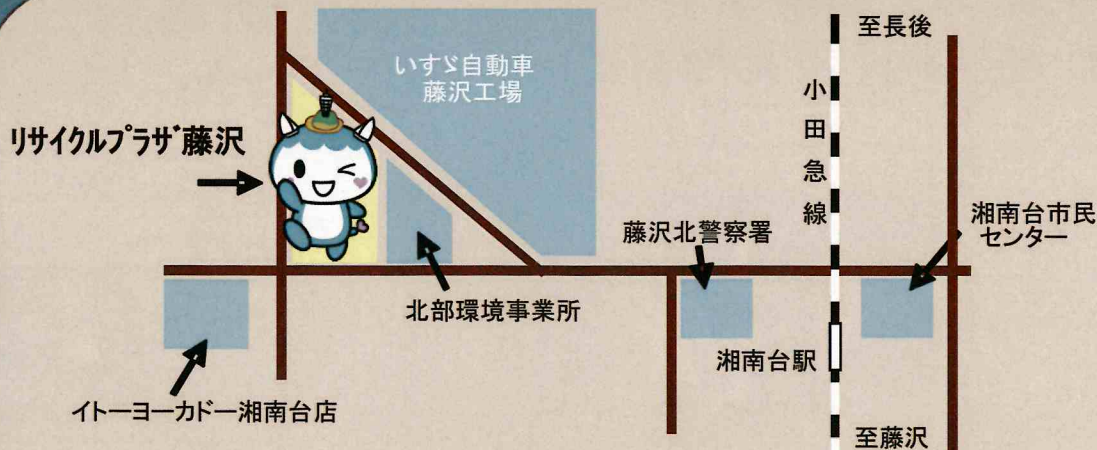 至長後
いすゞ自動車
藤沢工場
小田急線
リサイクルプラザ藤沢
湘南台市民
センター
藤沢北警察署
北部環境事業所
湘南台駅
イトーヨーカドー湘南台店
至藤沢